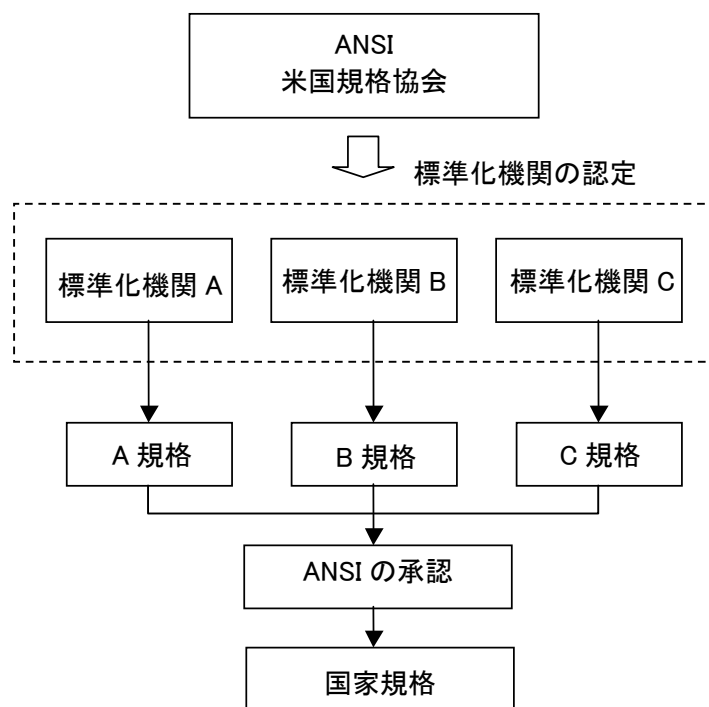 ANSI
米国規格協会
標準化機関の認定
標準化機関 A
標準化機関 B
標準化機関 C
A 規格
B 規格
C 規格
ANSI の承認
国家規格